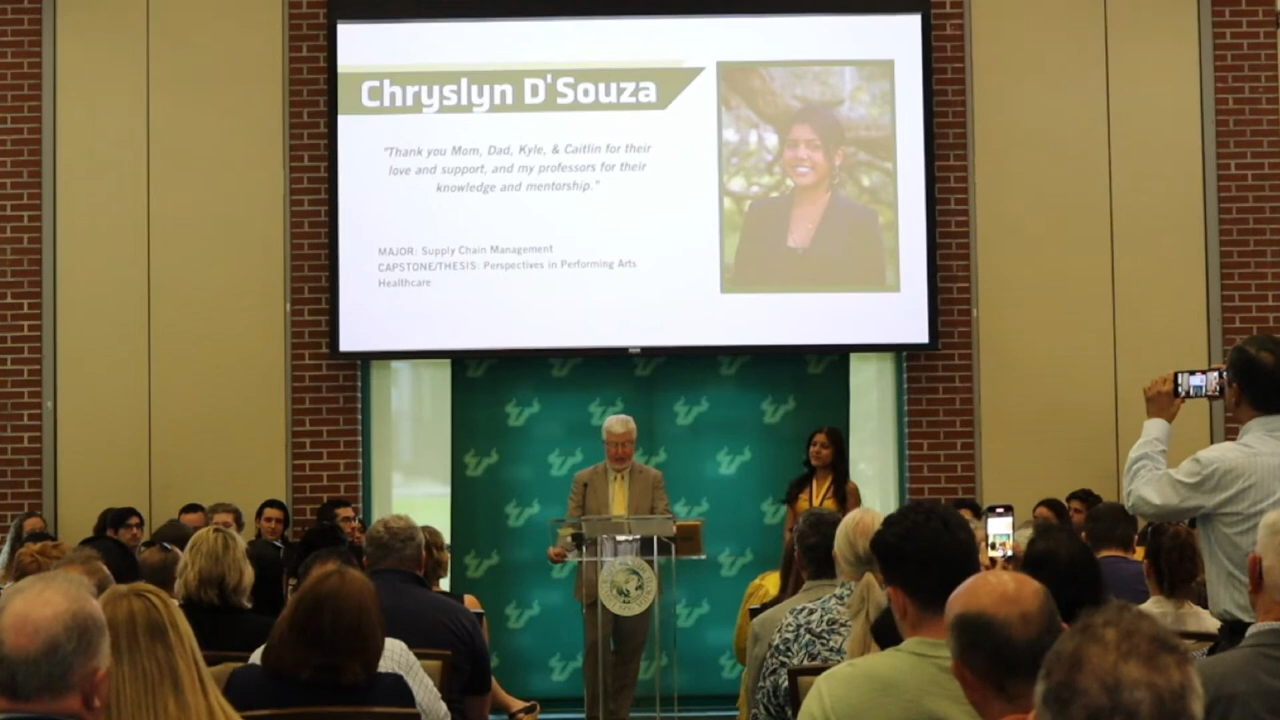 Chryslyn D'Souza
"Thank you Mom, Dad, Kyle, & Caitlin for their
love and support, and my professors for their
knowledge and mentorship."
MAJOR: Supply Chain Management
CAPSTONE/THESIS: Perspectives in Performing Arts
Healthcare